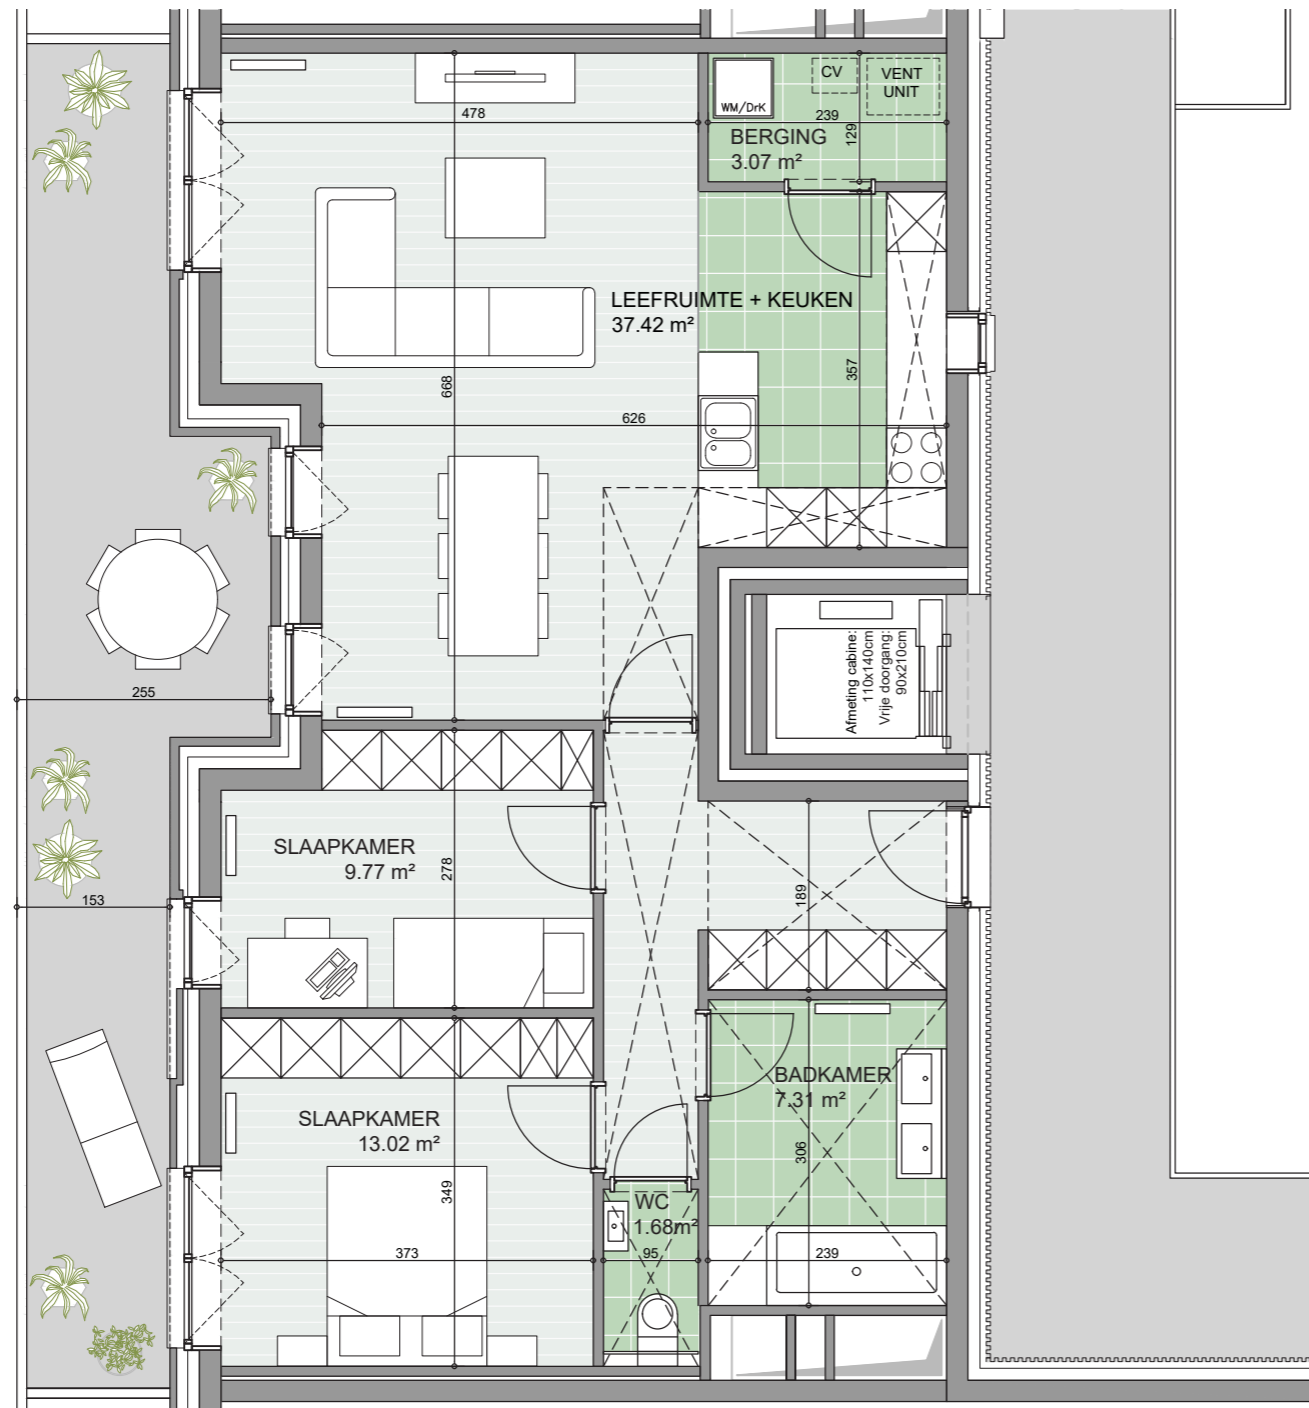 CV
VENT
UNIT
WM/DrK
478
239
129
BERGING
3.07 m²
LEEFRUIMTE + KEUKEN
37.42 m²
357
668
626
Afmeting cabine:
110x140cm
Vrije doorgang:
90x210cm
255
SLAAPKAMER
9.77 m²
278
189
153
BADKAMER
7.31 m²
SLAAPKAMER
13.02 m²
306
349
WC
1.68m²
373
95
239